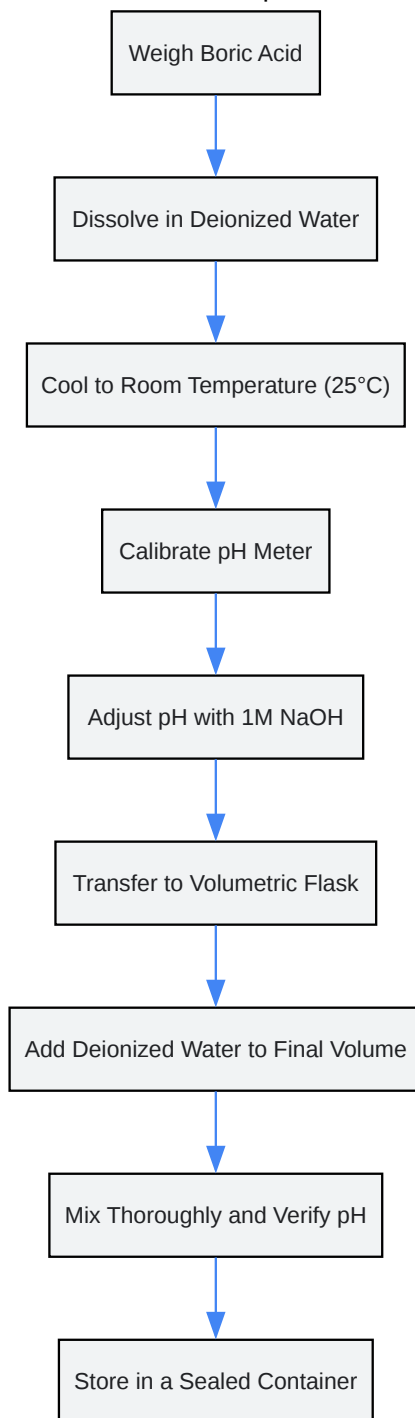 Weigh Boric Acid
Dissolve in Deionized Water
Cool to Room Temperature (25°C)
Calibrate pH Meter
Adjust pH with 1M NaOH
Transfer to Volumetric Flask
Add Deionized Water to Final Volume
Mix Thoroughly and Verify pH
Store in a Sealed Container